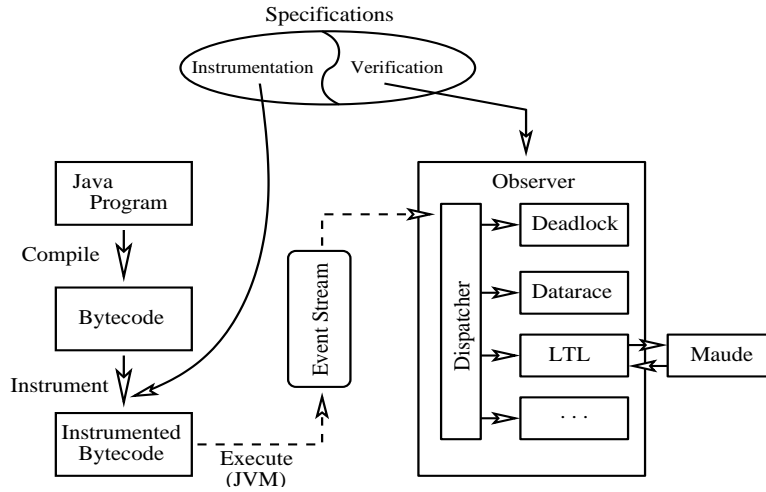 Specifications
Instrumentation
Verification
Java
Program
Compile
Bytecode
Instrument
Instrumented
Bytecode
Execute
(JVM)
Event Stream
Observer
Dispatcher
Deadlock
Datarace
LTL
Maude
. . .